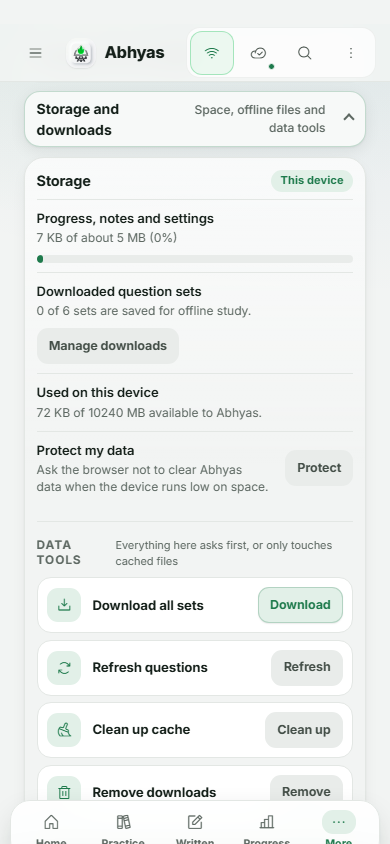 Abhyas
Storage and
downloads
Space, offline files and
data tools
Storage
This device
Progress, notes and settings
7 KB of about 5 MB (0%)
Downloaded question sets
0 of 6 sets are saved for offline study.
Manage downloads
Used on this device
72 KB of 10240 MB available to Abhyas.
Protect my data
Ask the browser not to clear Abhyas
data when the device runs low on space.
Protect
DATA
TOOLS
Everything here asks first, or only touches
cached files
Download all sets
Download
Refresh questions
Refresh
Clean up cache
Clean up
Remove downloads
Remove
Home
Practice
Written
Progress
More